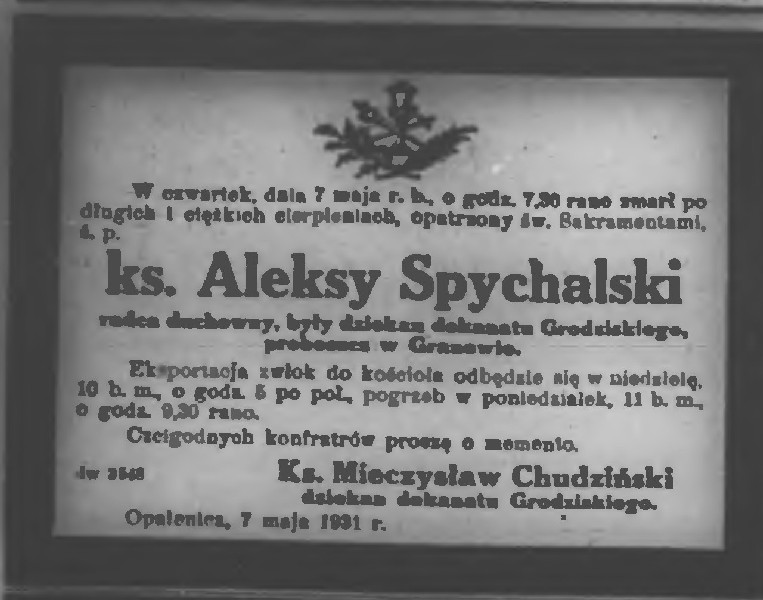 W czwartek, dnia 7 maja r. b., o godz. 7,30 rano zmarł po
długich i ciężkich cierpieniach, opatrzony św. Sakramentami,
ś. p.
ks. Aleksy Spychalski
radca duchowny, były dziekan dekanatu Grodziskiego,
proboszcz w Granowie.
Eksportacja zwłok do kościoła odbędzie się w niedzielę,
10 b. m., o godz. 5 po poł., pogrzeb w poniedziałek, 11 b. m.,
o godz. 9,30 rano.
Czcigodnych konfratrów proszę o memento.
Ks. Mieczysław Chudziński
dw 3546
dziekan dekanatu Grodziskiego.
Opalenica, 7 maja 1931 r.